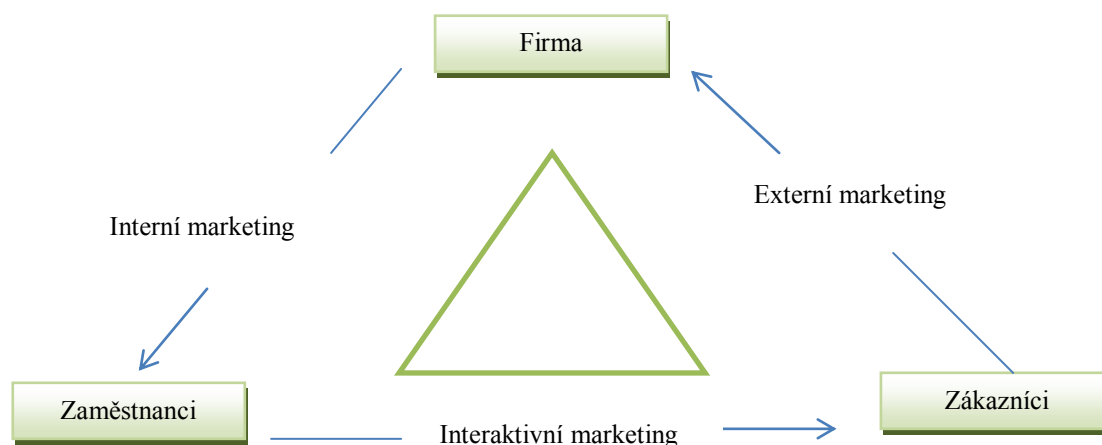 Firma
Externí marketing
Interní marketing
Zaměstnanci
Zákazníci
Interaktivní marketing